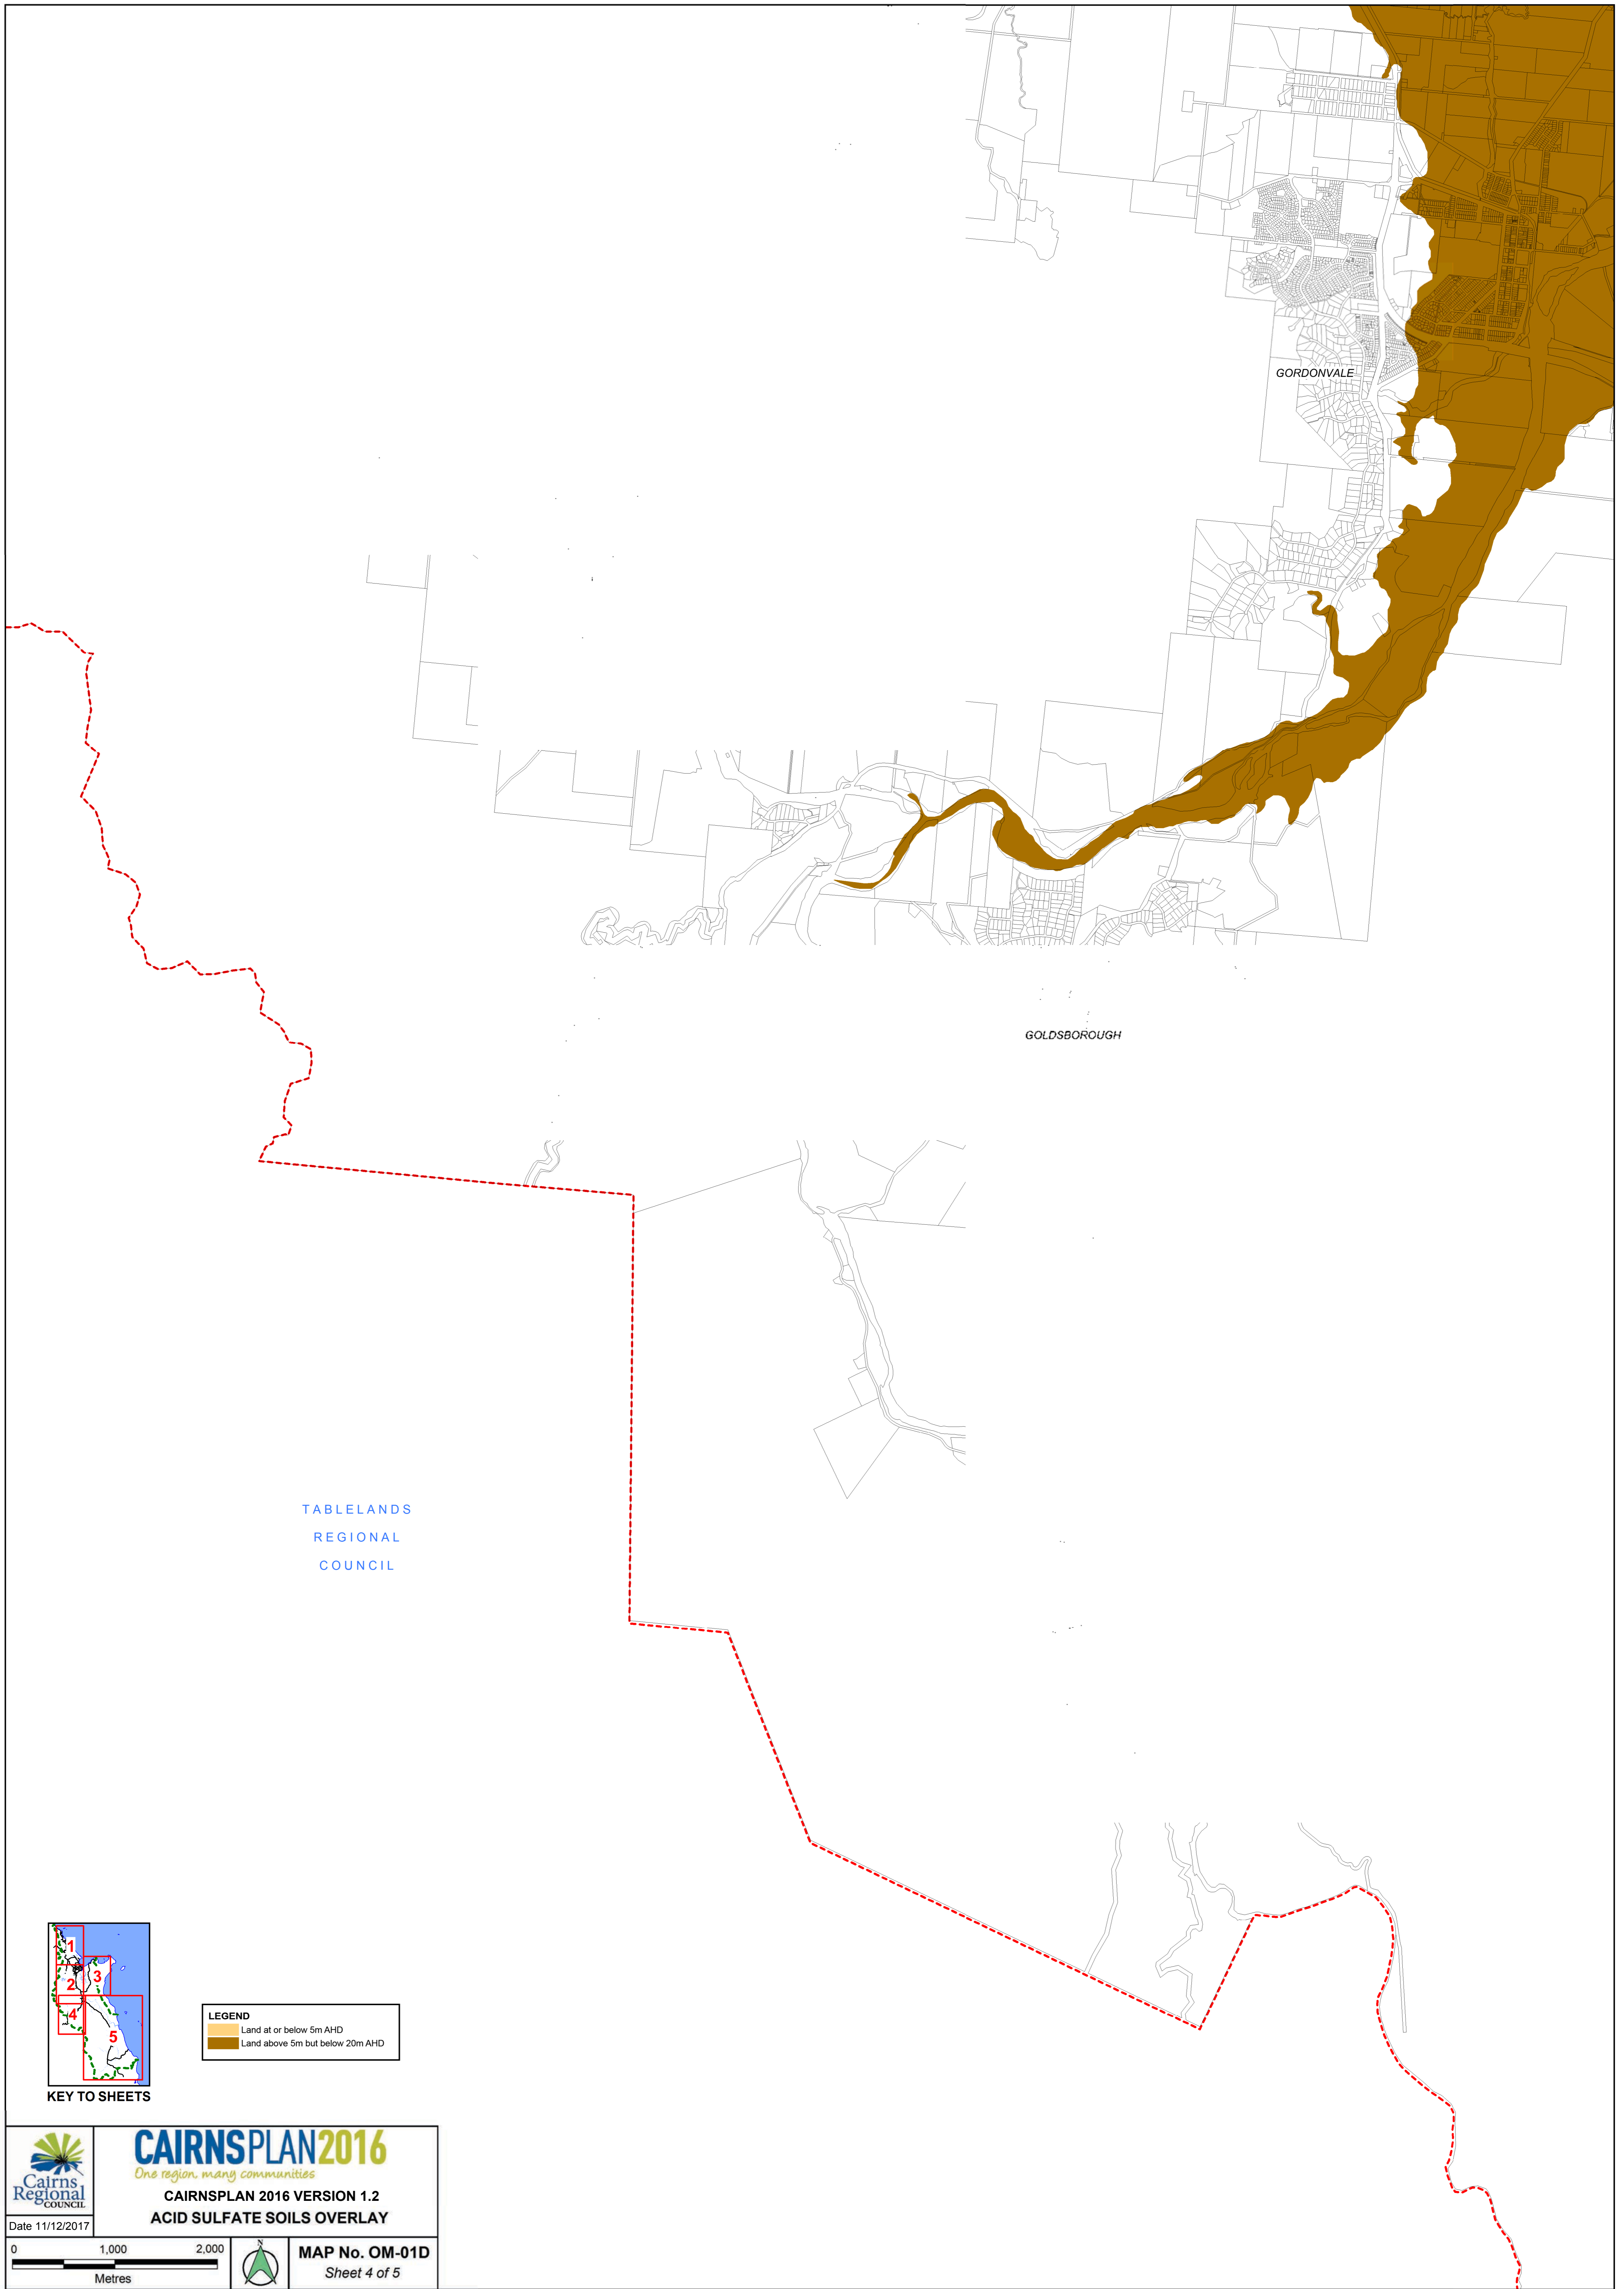 GORDONVALE
GOLDSBOROUGH
TABLELANDS
REGIONAL
COUNCIL
1
2
3
4
5
KEY TO SHEETS
LEGEND
Land at or below 5m AHD
Land above 5m but below 20m AHD
Cairns
Regional
COUNCIL
Date 11/12/2017
CAIRNSPLAN2016
One region, many communities
CAIRNSPLAN 2016 VERSION 1.2
ACID SULFATE SOILS OVERLAY
0 1,000 2,000
Metres
N
MAP No. OM-01D
Sheet 4 of 5